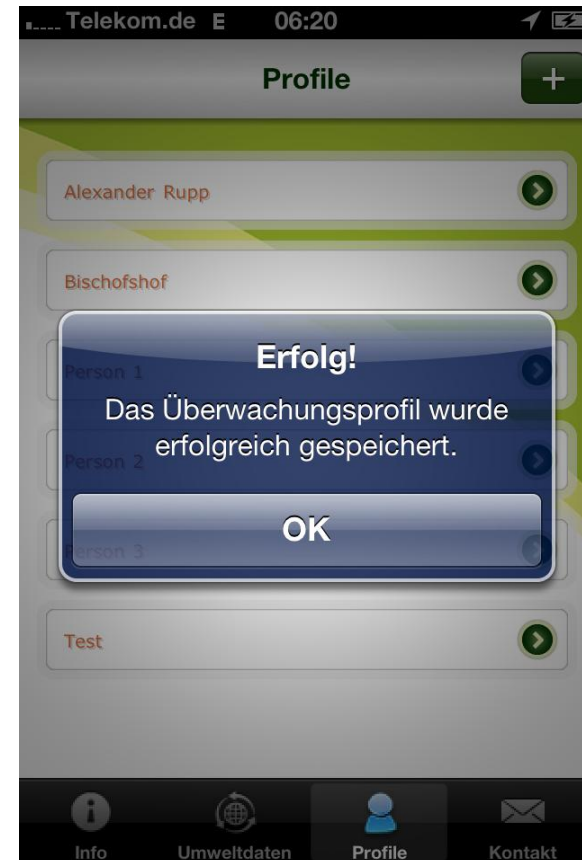 Telekom.de E 06:20
Profile
+
Alexander Rupp
Bischofshof
Person 1
Erfolg!
Das Überwachungsprofil wurde
erfolgreich gespeichert.
Person 2
OK
Person 3
Test
Info Umweltdaten Profile Kontakt